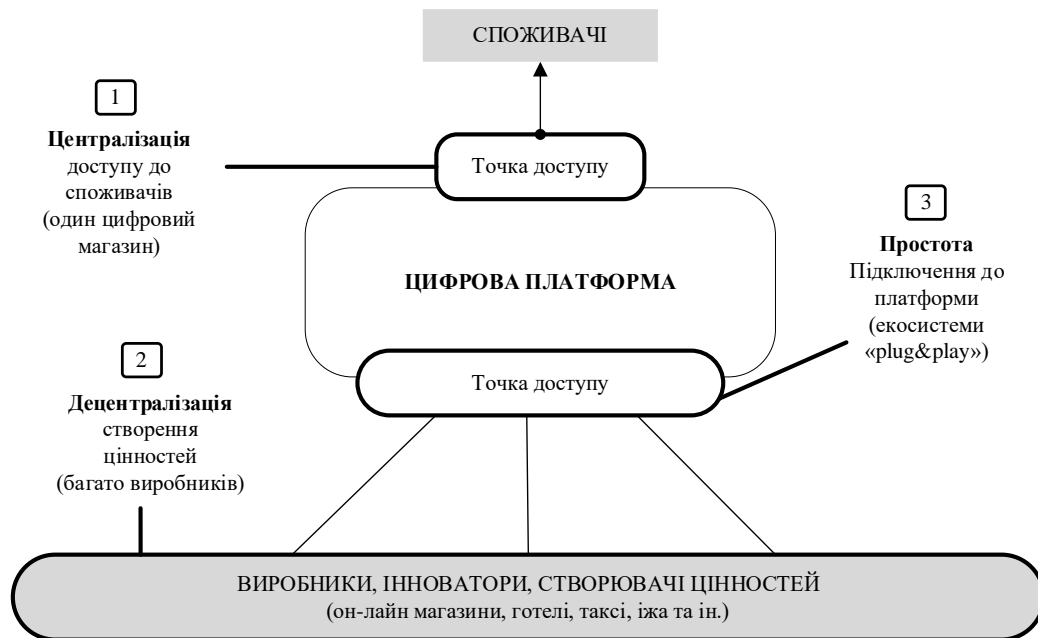 СПОЖИВАЧІ
1
Централізація
доступу до
споживачів
(один цифровий
магазин)
Точка доступу
3
Простота
Підключення до
платформи
(екосистеми
«plug&play»)
ЦИФРОВА ПЛАТФОРМА
2
Децентралізація
створення
цінностей
(багато виробників)
Точка доступу
ВИРОБНИКИ, ІННОВАТОРИ, СТВОРЮВАЧІ ЦІННОСТЕЙ
(он-лайн магазини, готелі, таксі, їжа та ін.)